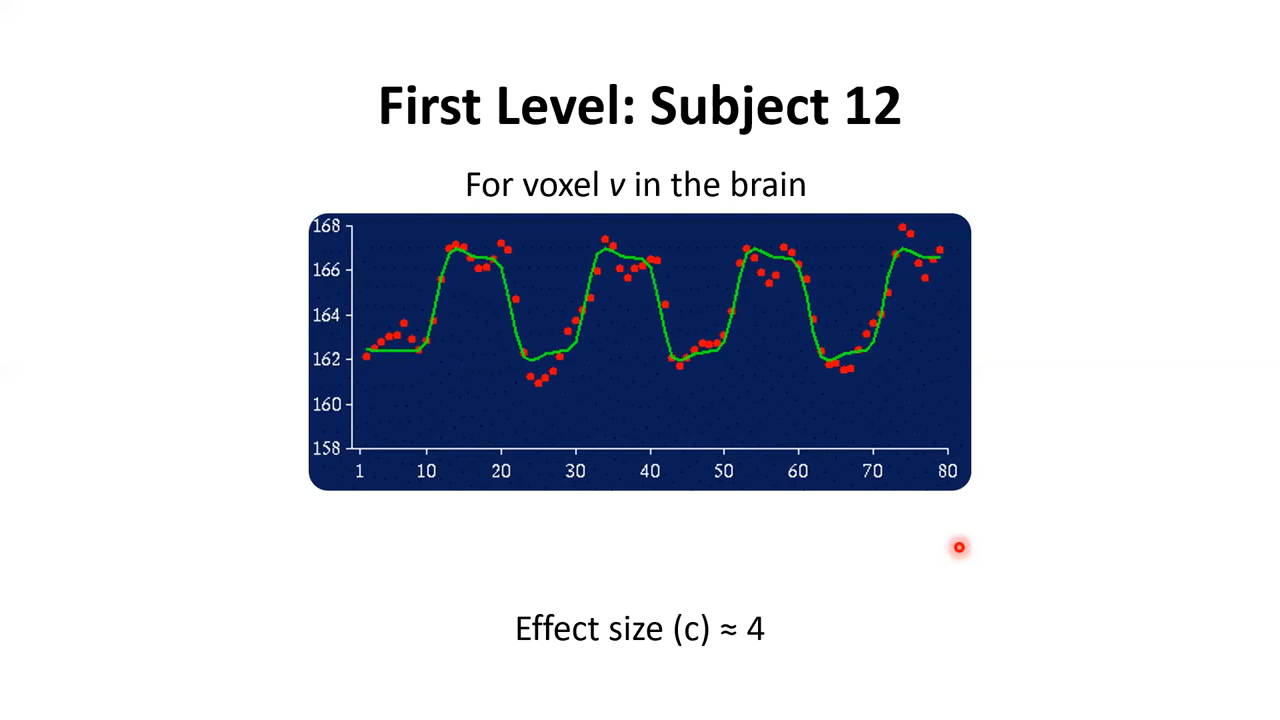 First Level: Subject 12
For voxel v in the brain
168
166
164
162
160
158
1 10 20 30 40 50 60 70 80
Effect size (c) ≈ 4